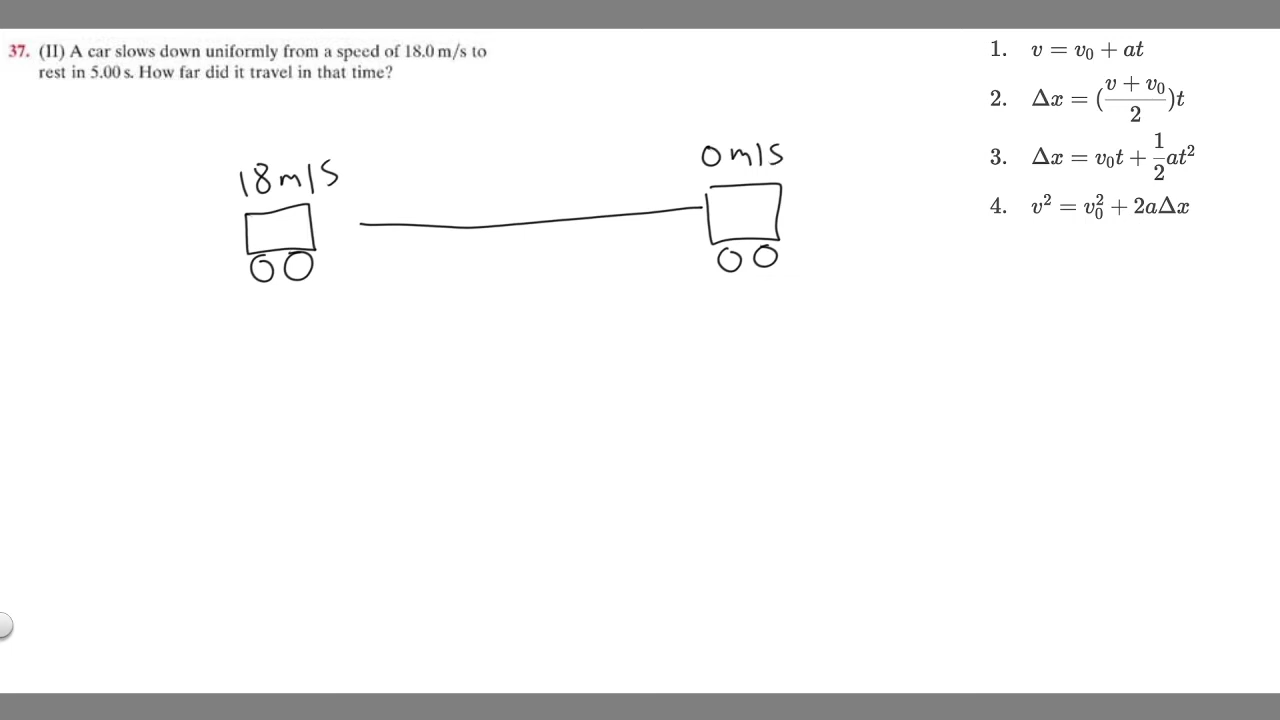 37. (II) A car slows down uniformly from a speed of 18.0 m/s to
rest in 5.00 s. How far did it travel in that time?
18 m/s
0 m/s
1. v = v₀ + at
2. Δx = ((v + v₀)/2)t
3. Δx = v₀t + 1/2 at²
4. v² = v₀² + 2aΔx